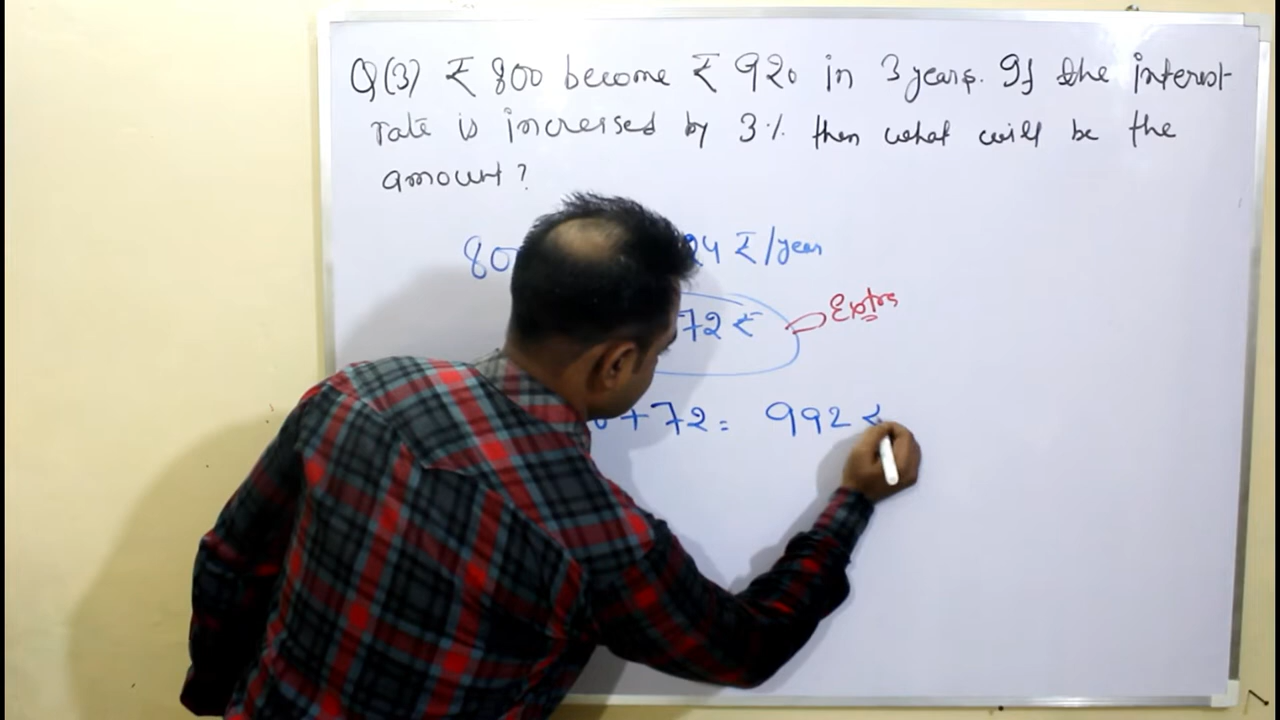 Q(3) ₹ 800 become ₹ 920 in 3 years. If the interest
rate is increased by 3% then what will be the
amount?
80 24 ₹/year
72 ₹
Extra
+ 72 = 992 ₹